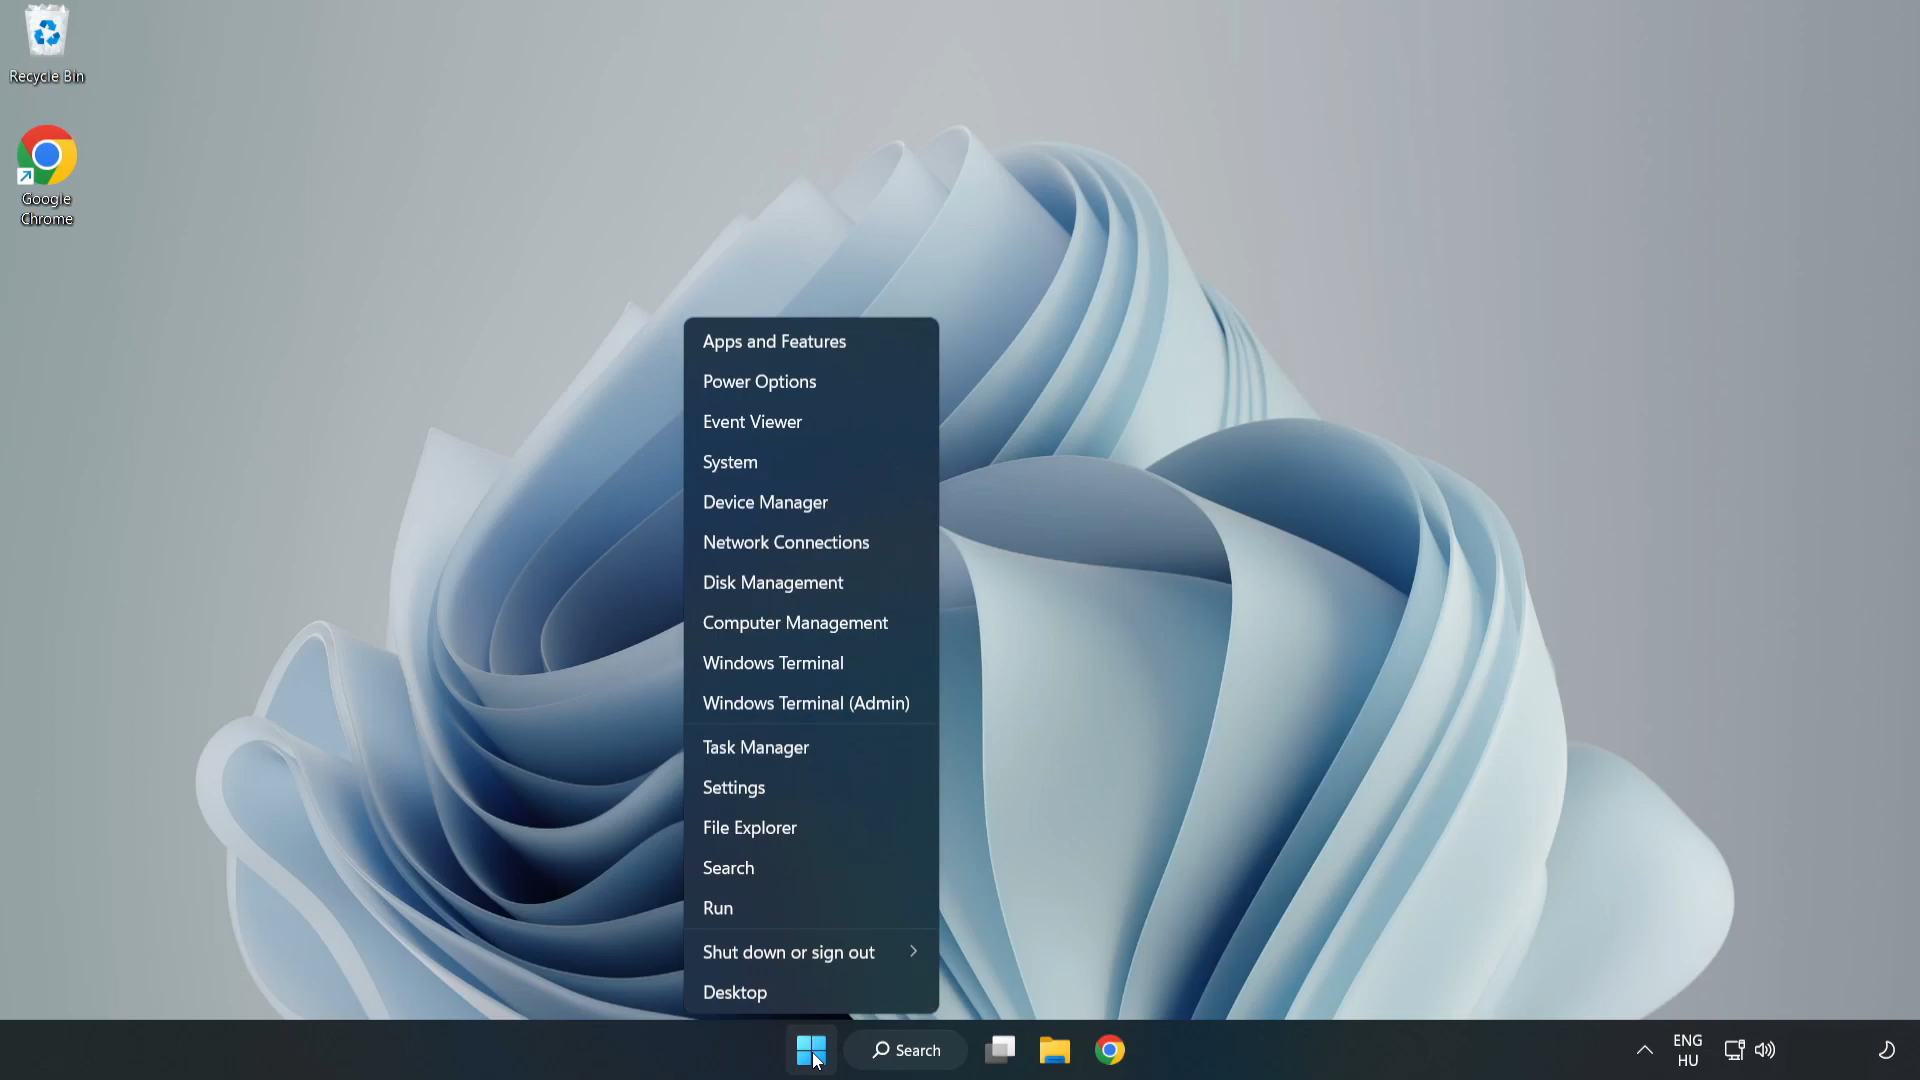 Recycle Bin
Google
Chrome
Apps and Features
Power Options
Event Viewer
System
Device Manager
Network Connections
Disk Management
Computer Management
Windows Terminal
Windows Terminal (Admin)
Task Manager
Settings
File Explorer
Search
Run
Shut down or sign out
Desktop
Search
ENG
HU